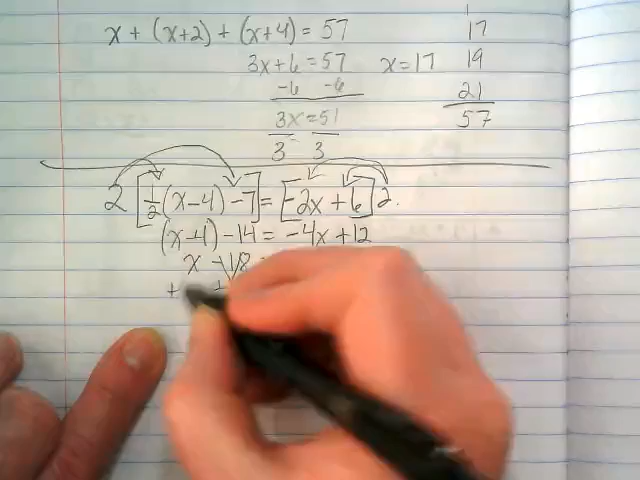 x + (x+2) + (x+4) = 57
3x+6 = 57
-6 -6
3x = 51
3 3
x=17
17
19
21
57
2 [1/2(x-4) -7] = [-2x + 6] 2.
(x-4) -14 = -4x +12
x -18
+ +